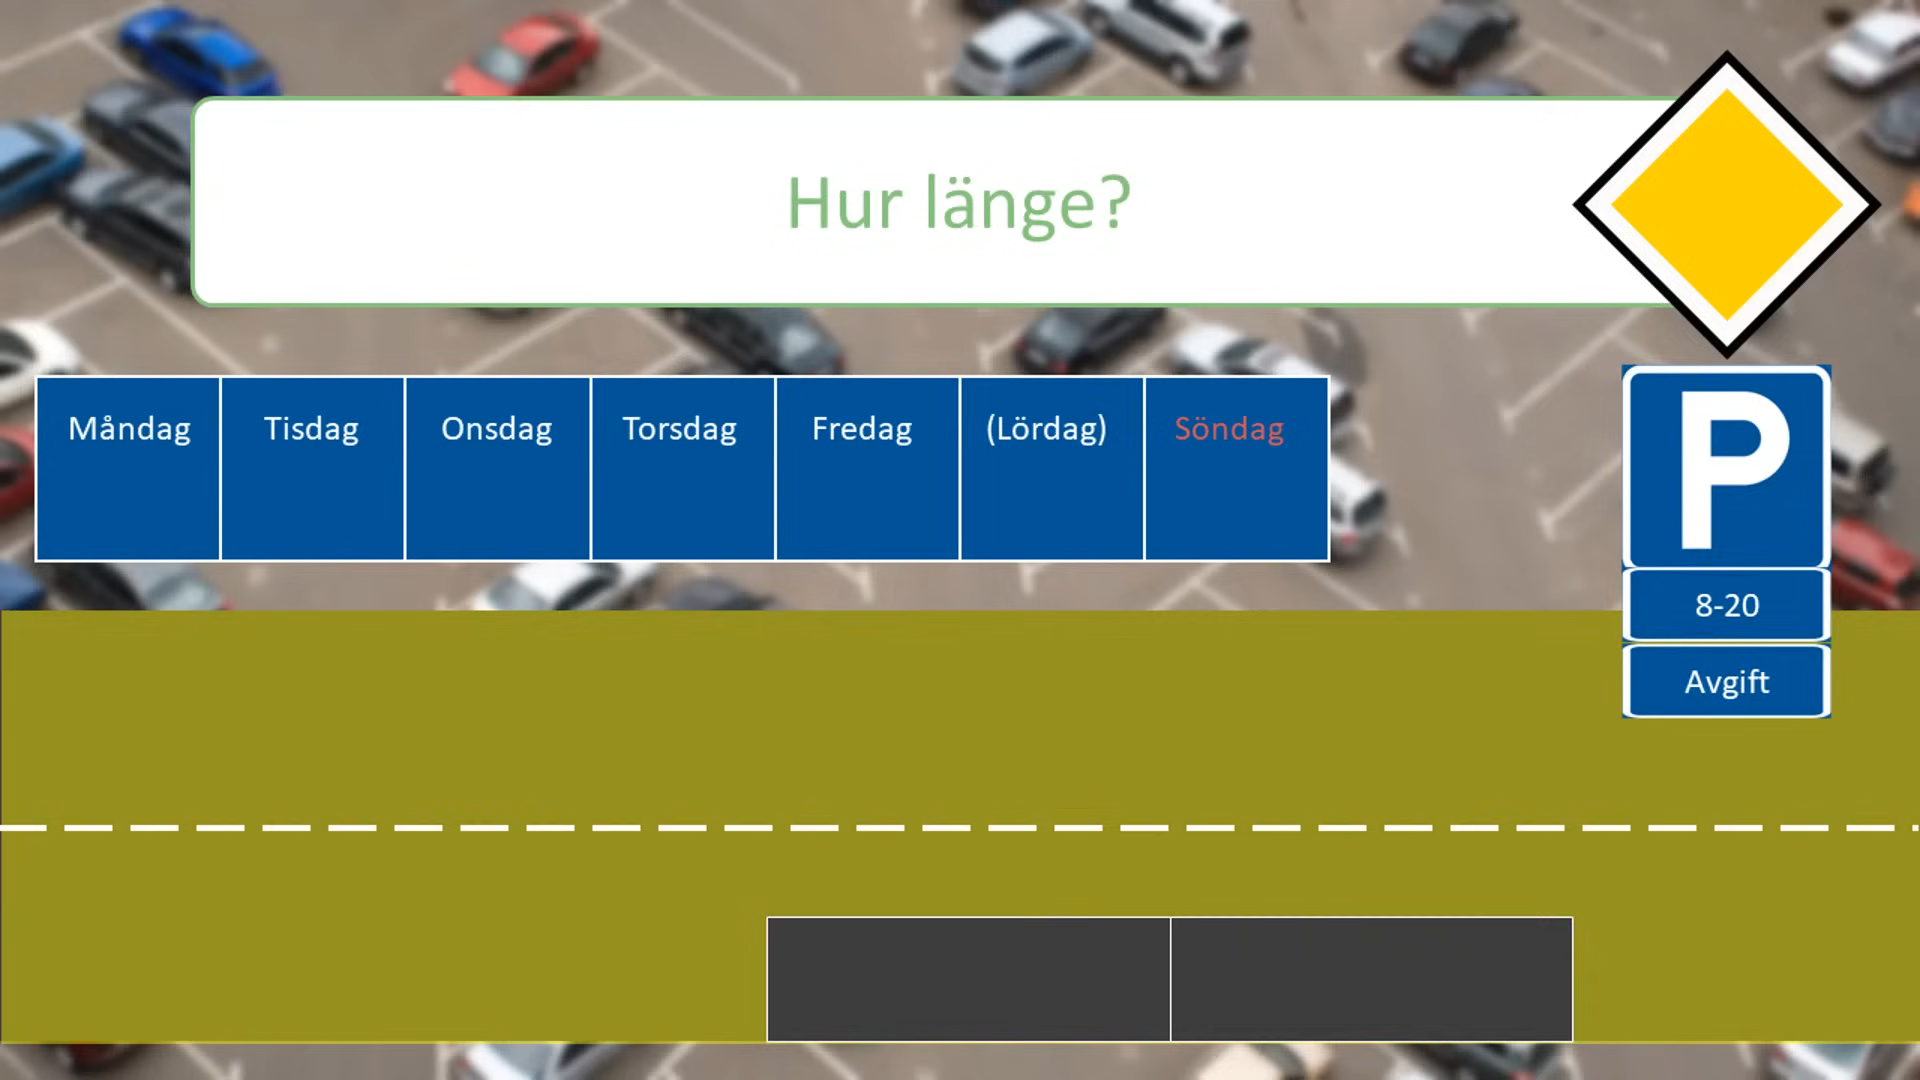 Hur länge?
Måndag
Tisdag
Onsdag
Torsdag
Fredag
(Lördag)
Söndag
P
8-20
Avgift